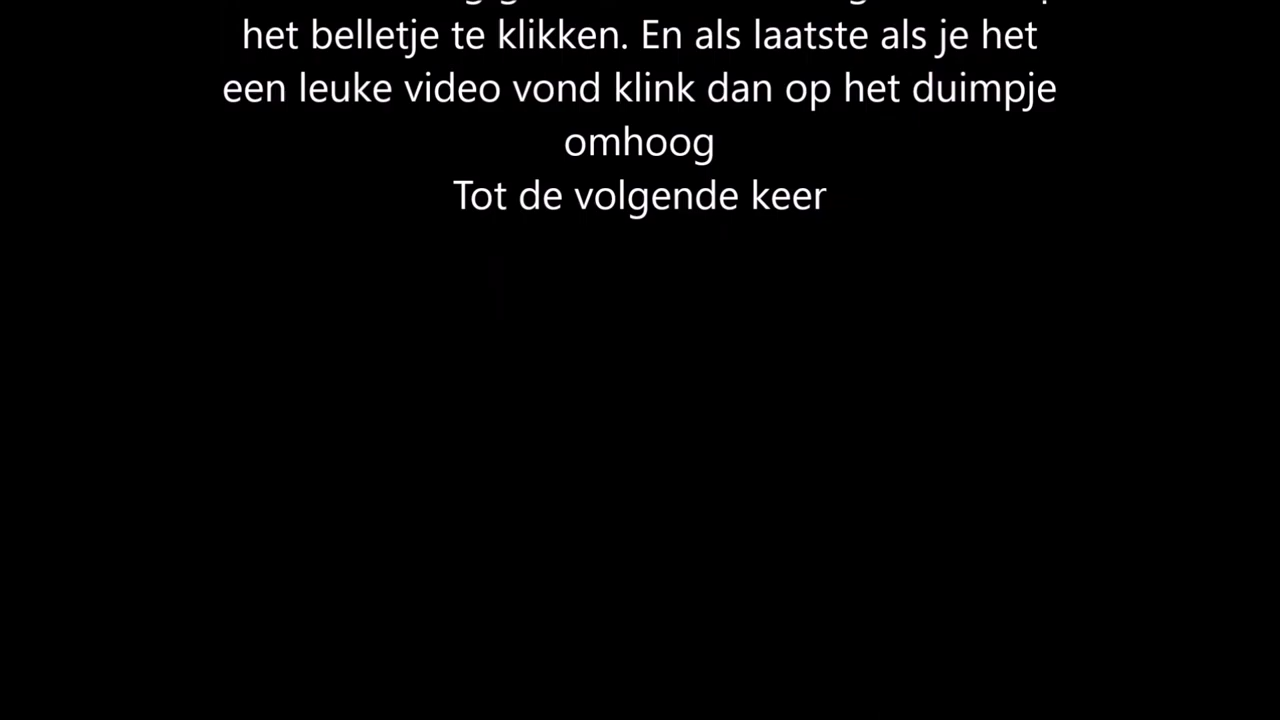 het belletje te klikken. En als laatste als je het
een leuke video vond klink dan op het duimpje
omhoog
Tot de volgende keer